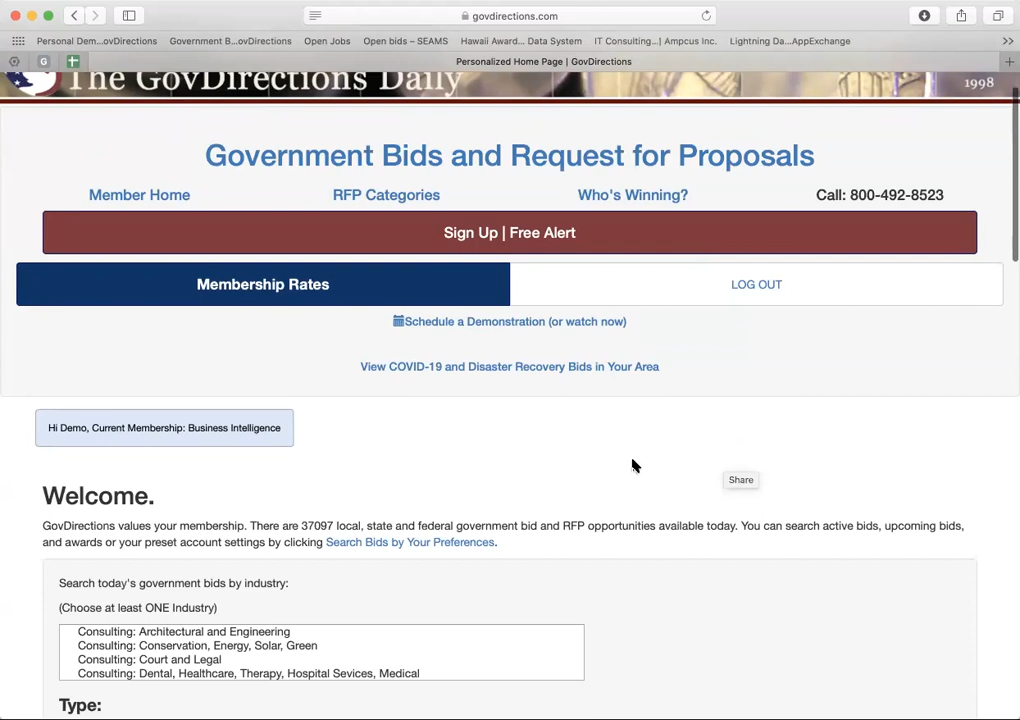 govdirections.com
Personal Dem...ovDirections Government B...ovDirections Open Jobs Open bids – SEAMS Hawaii Award... Data System IT Consulting...| Ampcus Inc. Lightning Da...AppExchange
G Personalized Home Page | GovDirections
The GovDirections Daily 1998
Government Bids and Request for Proposals
Member Home RFP Categories Who's Winning? Call: 800-492-8523
Sign Up | Free Alert
Membership Rates LOG OUT
Schedule a Demonstration (or watch now)
View COVID-19 and Disaster Recovery Bids in Your Area
Hi Demo, Current Membership: Business Intelligence
Share
Welcome.
GovDirections values your membership. There are 37097 local, state and federal government bid and RFP opportunities available today. You can search active bids, upcoming bids,
and awards or your preset account settings by clicking Search Bids by Your Preferences.
Search today's government bids by industry:
(Choose at least ONE Industry)
Consulting: Architectural and Engineering
Consulting: Conservation, Energy, Solar, Green
Consulting: Court and Legal
Consulting: Dental, Healthcare, Therapy, Hospital Sevices, Medical
Type: